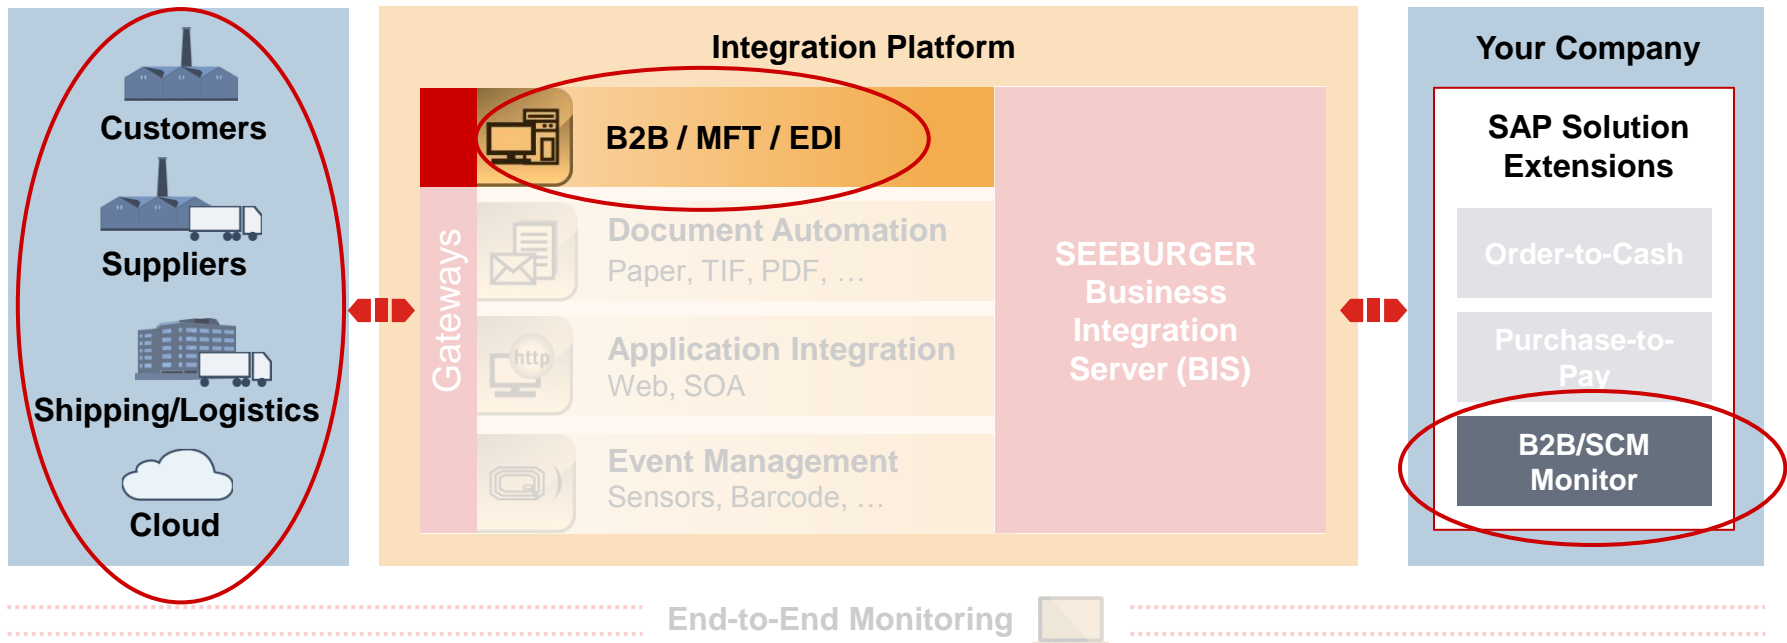 Customers
Suppliers
Shipping/Logistics
Cloud
Integration Platform
Gateways
B2B / MFT / EDI
Document Automation
Paper, TIF, PDF, …
http
Application Integration
Web, SOA
Event Management
Sensors, Barcode, …
SEEBURGER
Business
Integration
Server (BIS)
Your Company
SAP Solution
Extensions
Order-to-Cash
Purchase-to-
Pay
B2B/SCM
Monitor
End-to-End Monitoring